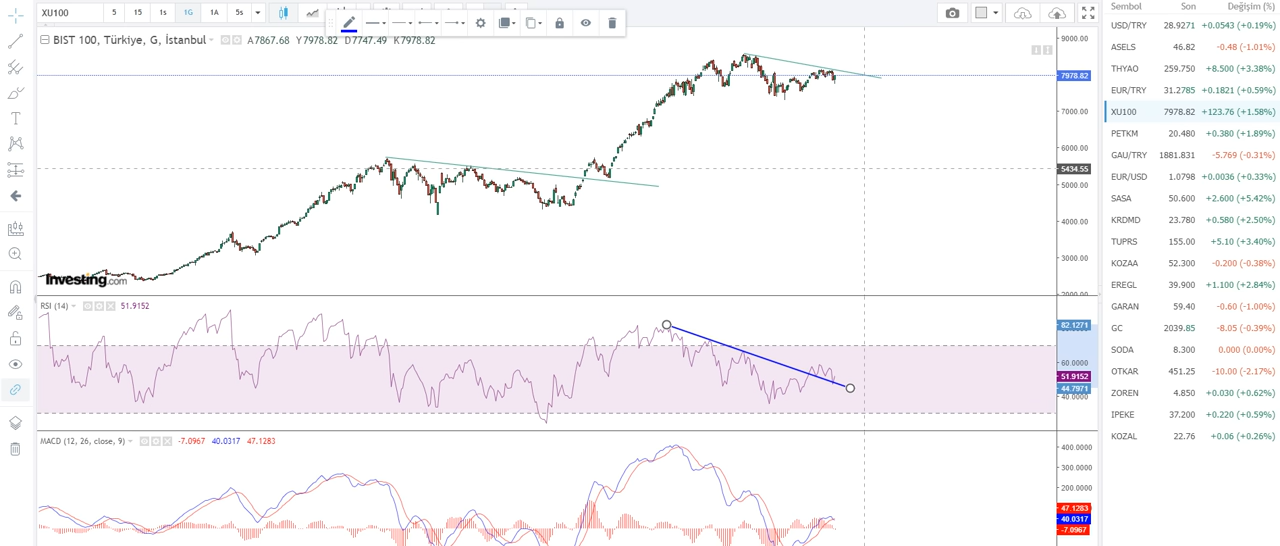 XU100 5 15 1s 1G 1A 5s
BIST 100, Türkiye, G, İstanbul A7867.68 Y7978.82 D7747.49 K7978.82
9000.00
7978.82
7000.00
6000.00
5434.55
5000.00
4000.00
3000.00
2000.00
Investing.com
RSI (14) 51.9152
82.1271
60.0000
51.9152
44.7971
40.0000
MACD (12, 26, close, 9) -7.0967 40.0317 47.1283
400.0000
300.0000
200.0000
47.1283
40.0317
-7.0967
Sembol Son Değişim (%)
USD/TRY 28.9271 +0.0543 (+0.19%)
ASELS 46.82 -0.48 (-1.01%)
THYAO 259.750 +8.500 (+3.38%)
EUR/TRY 31.2785 +0.1821 (+0.59%)
XU100 7978.82 +123.76 (+1.58%)
PETKM 20.480 +0.380 (+1.89%)
GAU/TRY 1881.831 -5.769 (-0.31%)
EUR/USD 1.0798 +0.0036 (+0.33%)
SASA 50.600 +2.600 (+5.42%)
KRDMD 23.780 +0.580 (+2.50%)
TUPRS 155.00 +5.10 (+3.40%)
KOZAA 52.300 -0.200 (-0.38%)
EREGL 39.900 +1.100 (+2.84%)
GARAN 59.40 -0.60 (-1.00%)
GC 2039.85 -8.05 (-0.39%)
SODA 8.300 0.000 (0.00%)
OTKAR 451.25 -10.00 (-2.17%)
ZOREN 4.850 +0.030 (+0.62%)
IPEKE 37.200 +0.220 (+0.59%)
KOZAL 22.76 +0.06 (+0.26%)